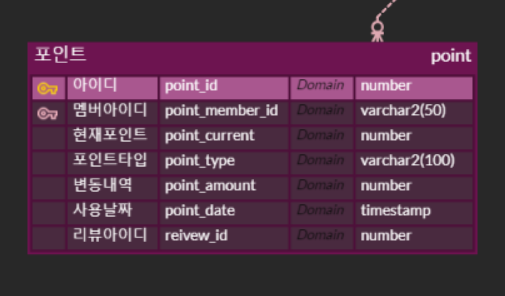 포인트 point
아이디 point_id Domain number
멤버아이디 point_member_id Domain varchar2(50)
현재포인트 point_current Domain number
포인트타입 point_type Domain varchar2(100)
변동내역 point_amount Domain number
사용날짜 point_date Domain timestamp
리뷰아이디 reivew_id Domain number